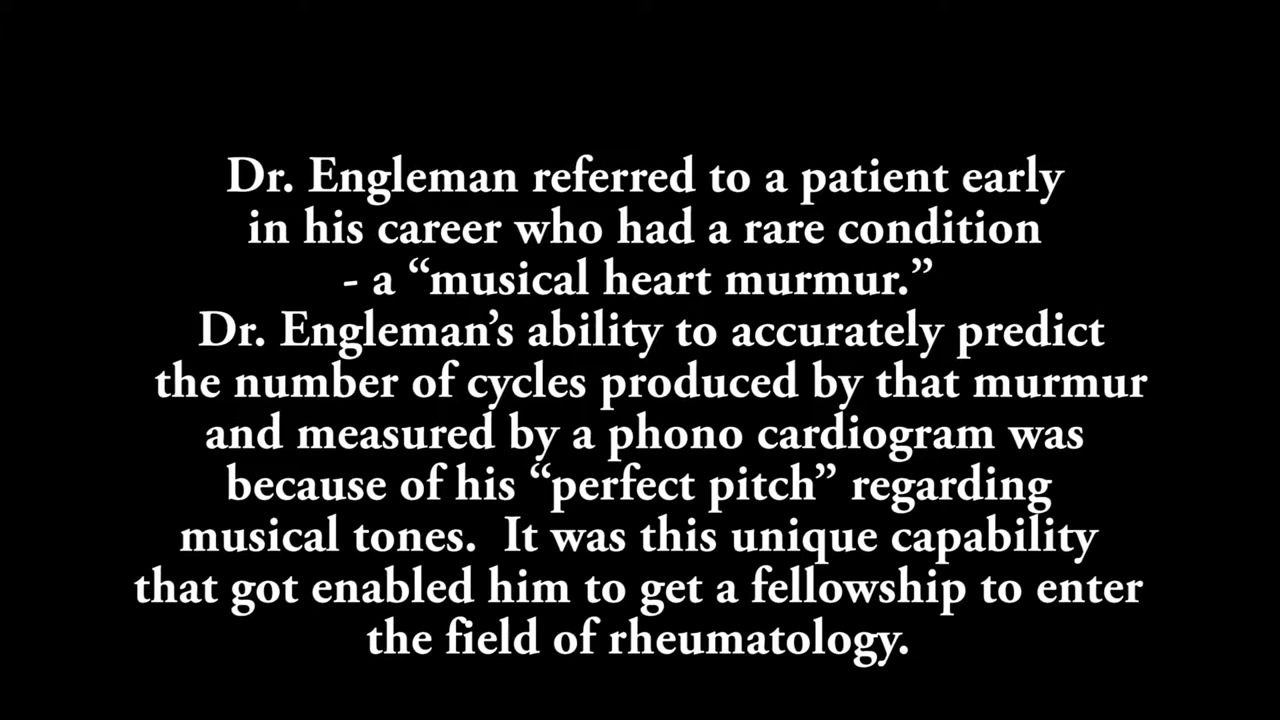 Dr. Engleman referred to a patient early
in his career who had a rare condition
- a “musical heart murmur.”
Dr. Engleman’s ability to accurately predict
the number of cycles produced by that murmur
and measured by a phono cardiogram was
because of his “perfect pitch” regarding
musical tones.  It was this unique capability
that got enabled him to get a fellowship to enter
the field of rheumatology.